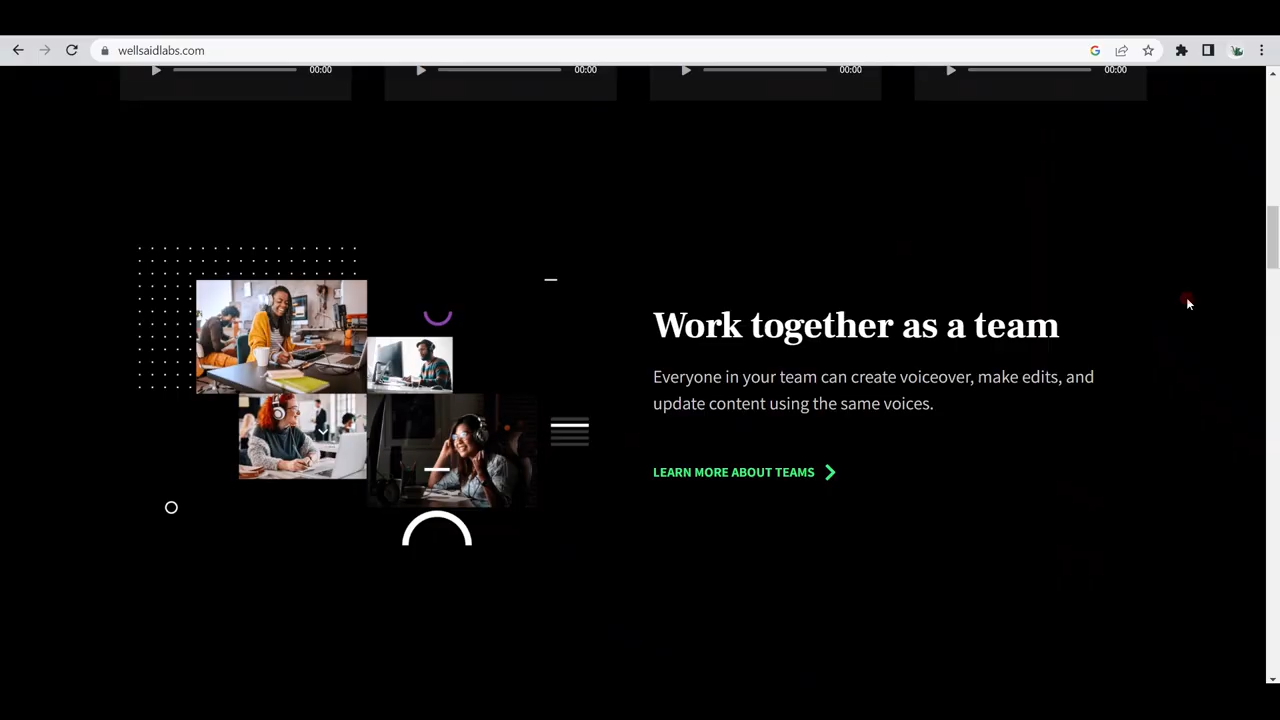 wellsaidlabs.com
00:00 00:00 00:00 00:00
Work together as a team
Everyone in your team can create voiceover, make edits, and
update content using the same voices.
LEARN MORE ABOUT TEAMS